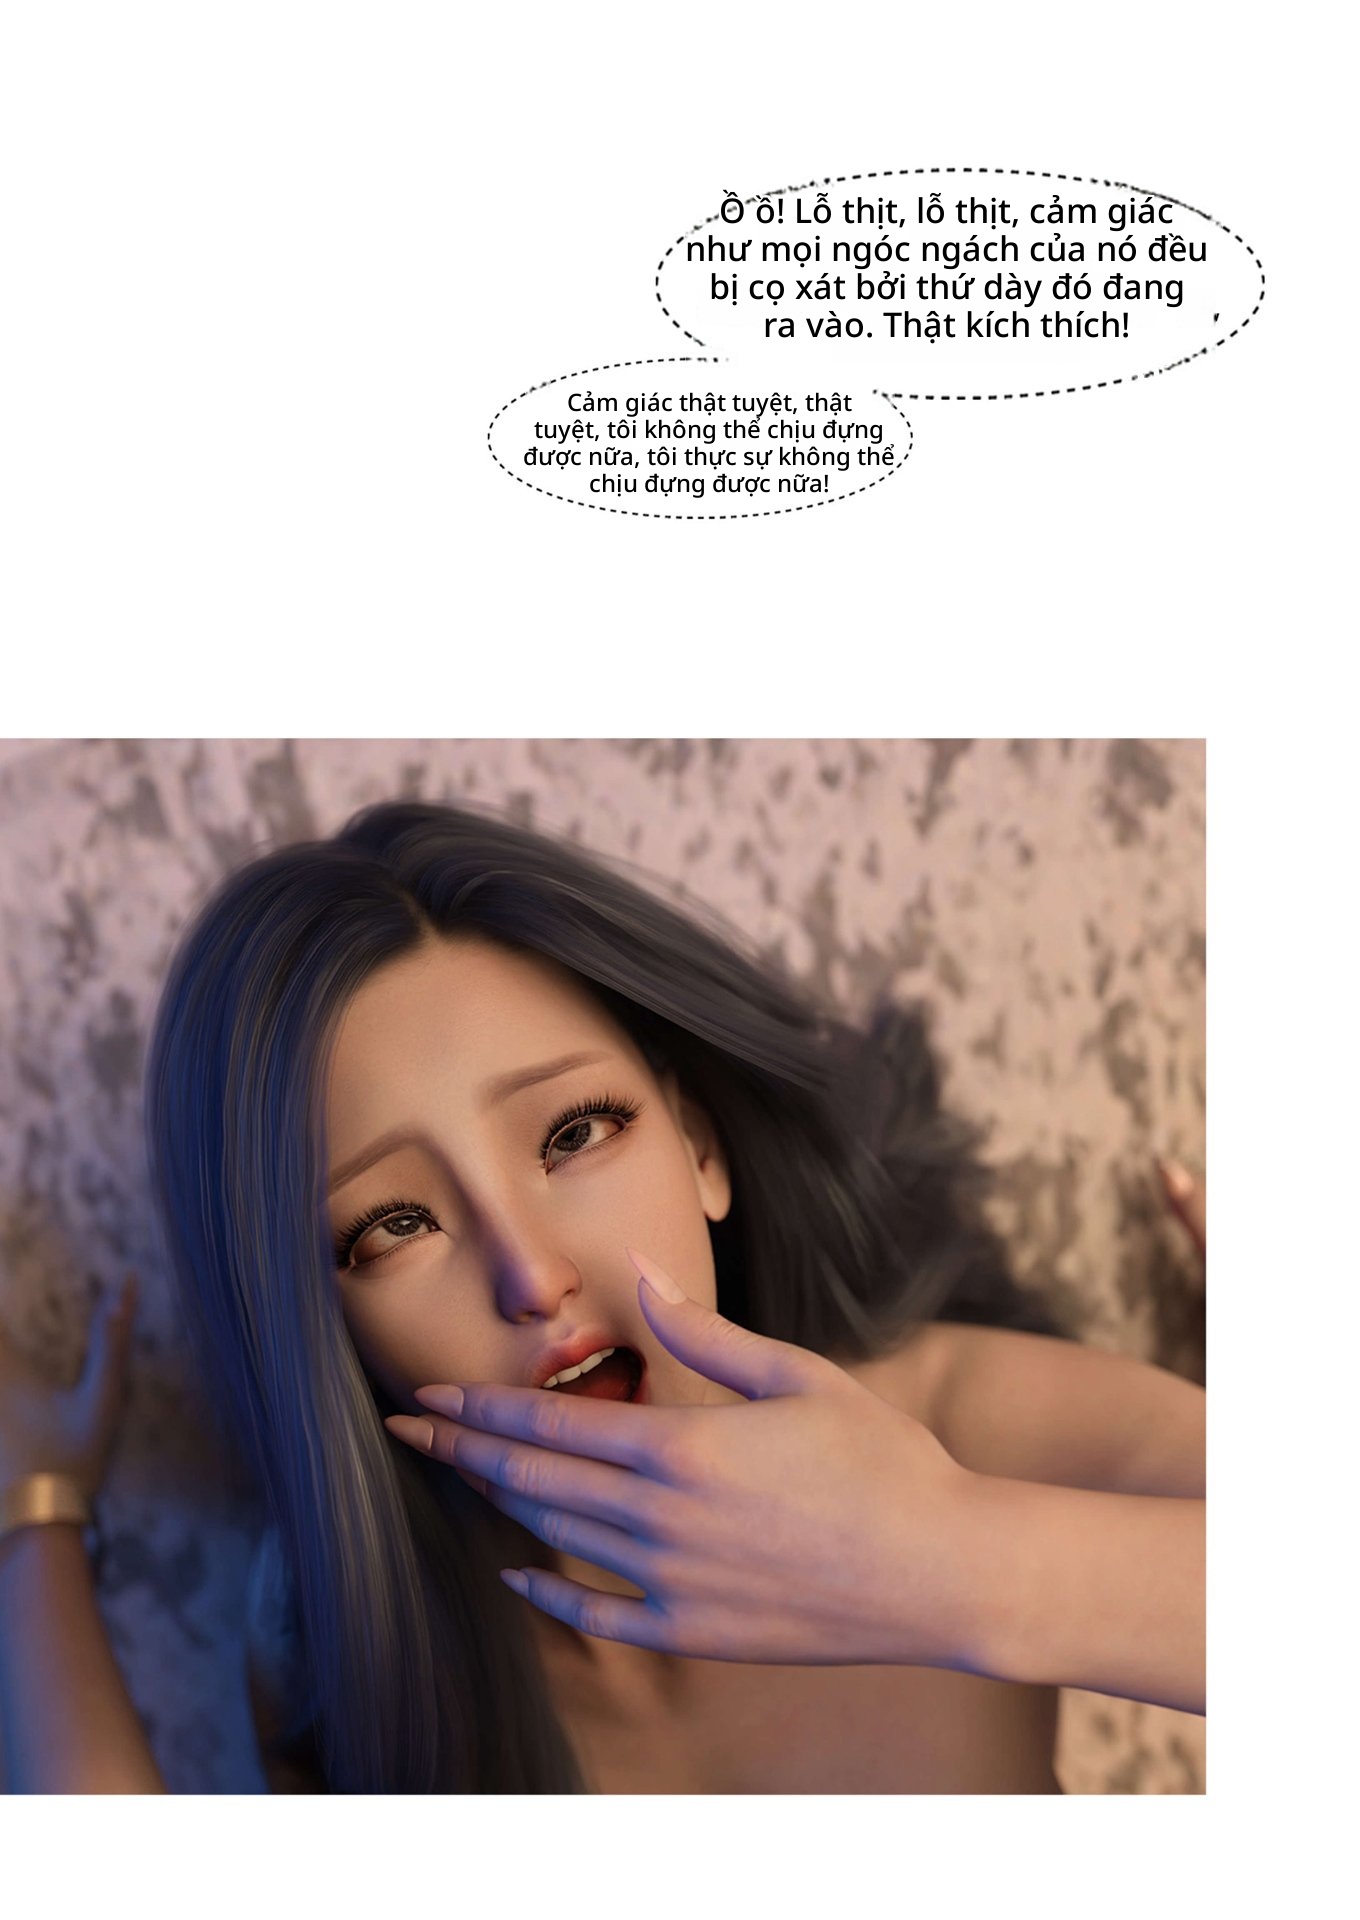 Ồ ồ! Lỗ thịt, lỗ thịt, cảm giác
như mọi ngóc ngách của nó đều
bị cọ xát bởi thứ dày đó đang
ra vào. Thật kích thích!
Cảm giác thật tuyệt, thật
tuyệt, tôi không thể chịu đựng
được nữa, tôi thực sự không thể
chịu đựng được nữa!